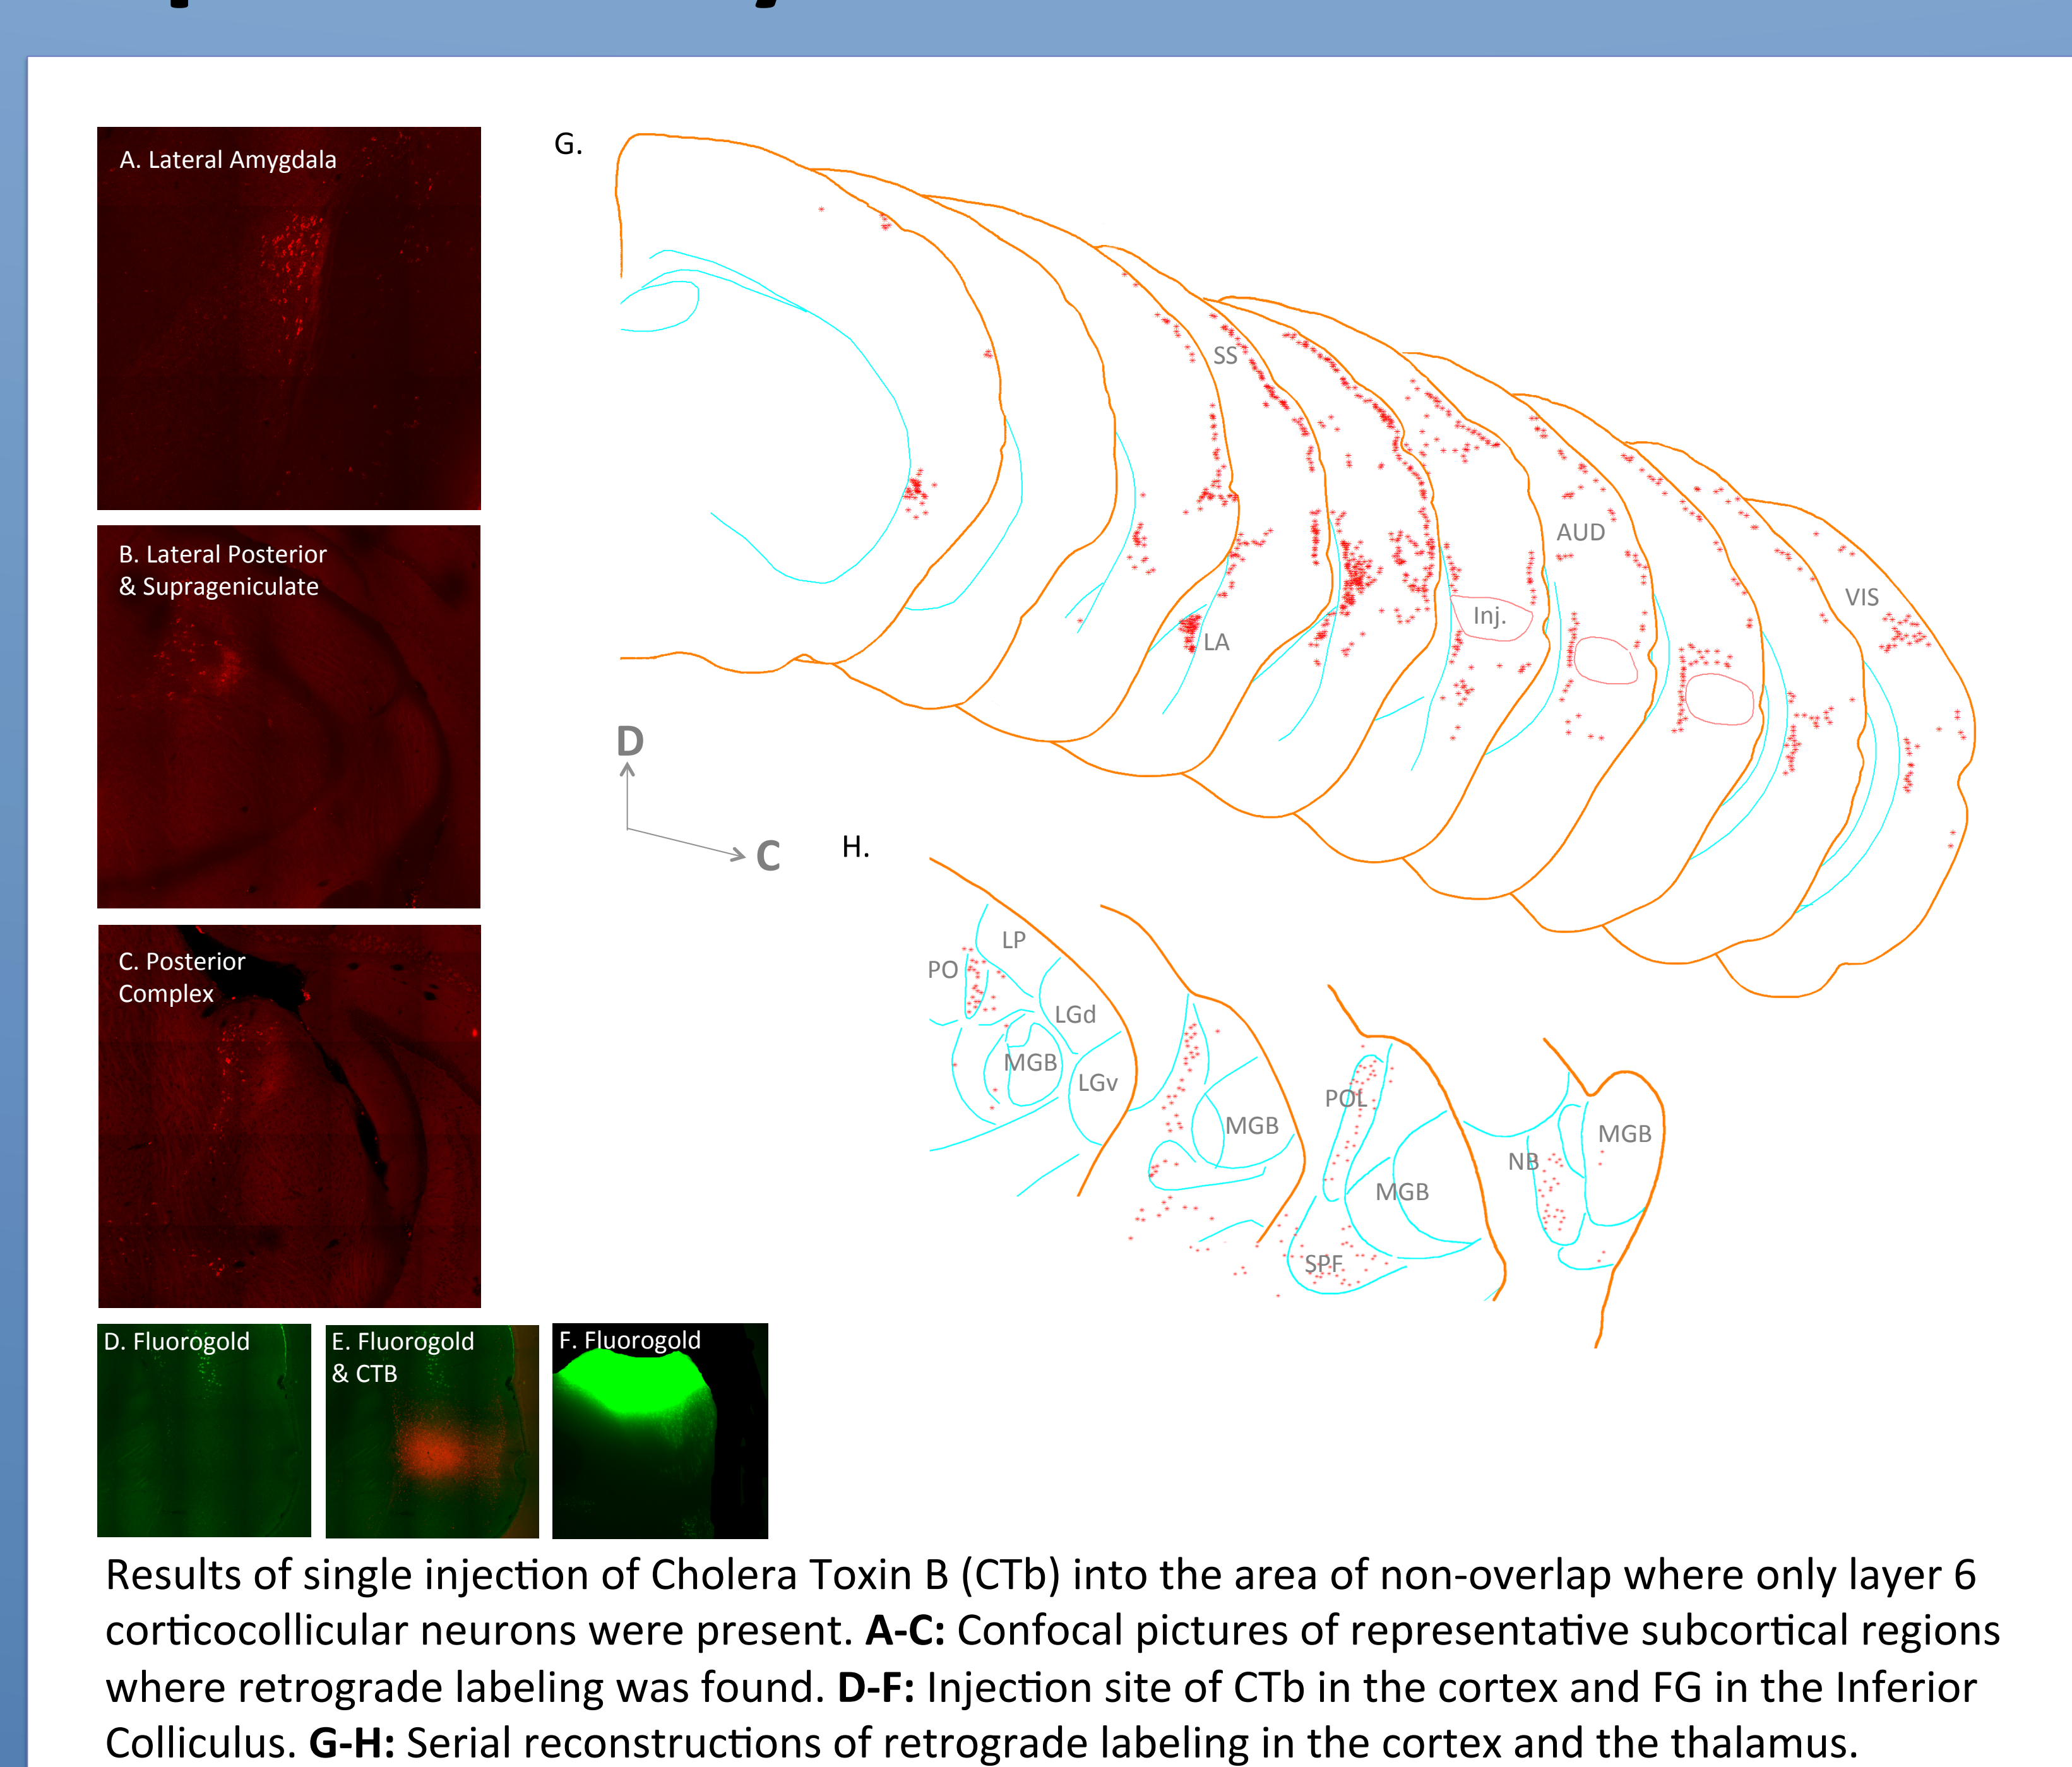 A. Lateral Amygdala
B. Lateral Posterior
& Suprageniculate
C. Posterior
Complex
D. Fluorogold
E. Fluorogold
& CTB
F. Fluorogold
G.
SS
AUD
VIS
Inj.
LA
D
C
H.
LP
PO
LGd
MGB
LGv
MGB
POL
MGB
SPF
NB
MGB
Results of single injection of Cholera Toxin B (CTb) into the area of non-overlap where only layer 6
corticocollicular neurons were present. A-C: Confocal pictures of representative subcortical regions
where retrograde labeling was found. D-F: Injection site of CTb in the cortex and FG in the Inferior
Colliculus. G-H: Serial reconstructions of retrograde labeling in the cortex and the thalamus.